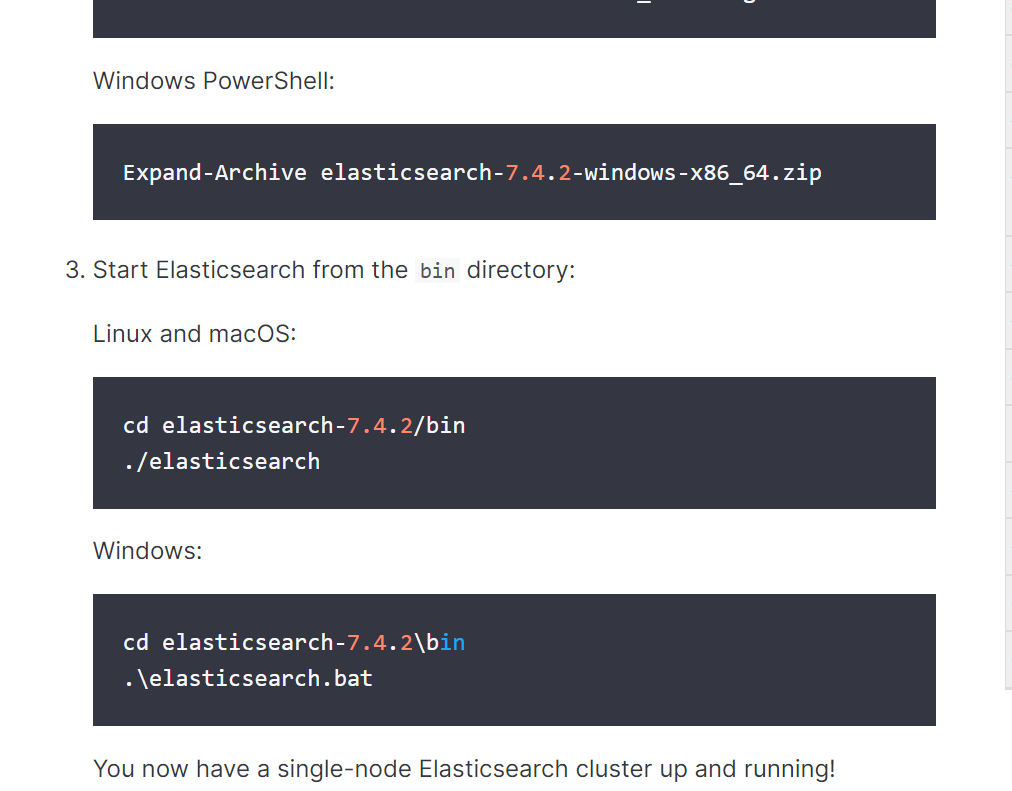 Windows PowerShell:
Expand-Archive elasticsearch-7.4.2-windows-x86_64.zip
3. Start Elasticsearch from the bin directory:
Linux and macOS:
cd elasticsearch-7.4.2/bin
./elasticsearch
Windows:
cd elasticsearch-7.4.2\bin
.\elasticsearch.bat
You now have a single-node Elasticsearch cluster up and running!